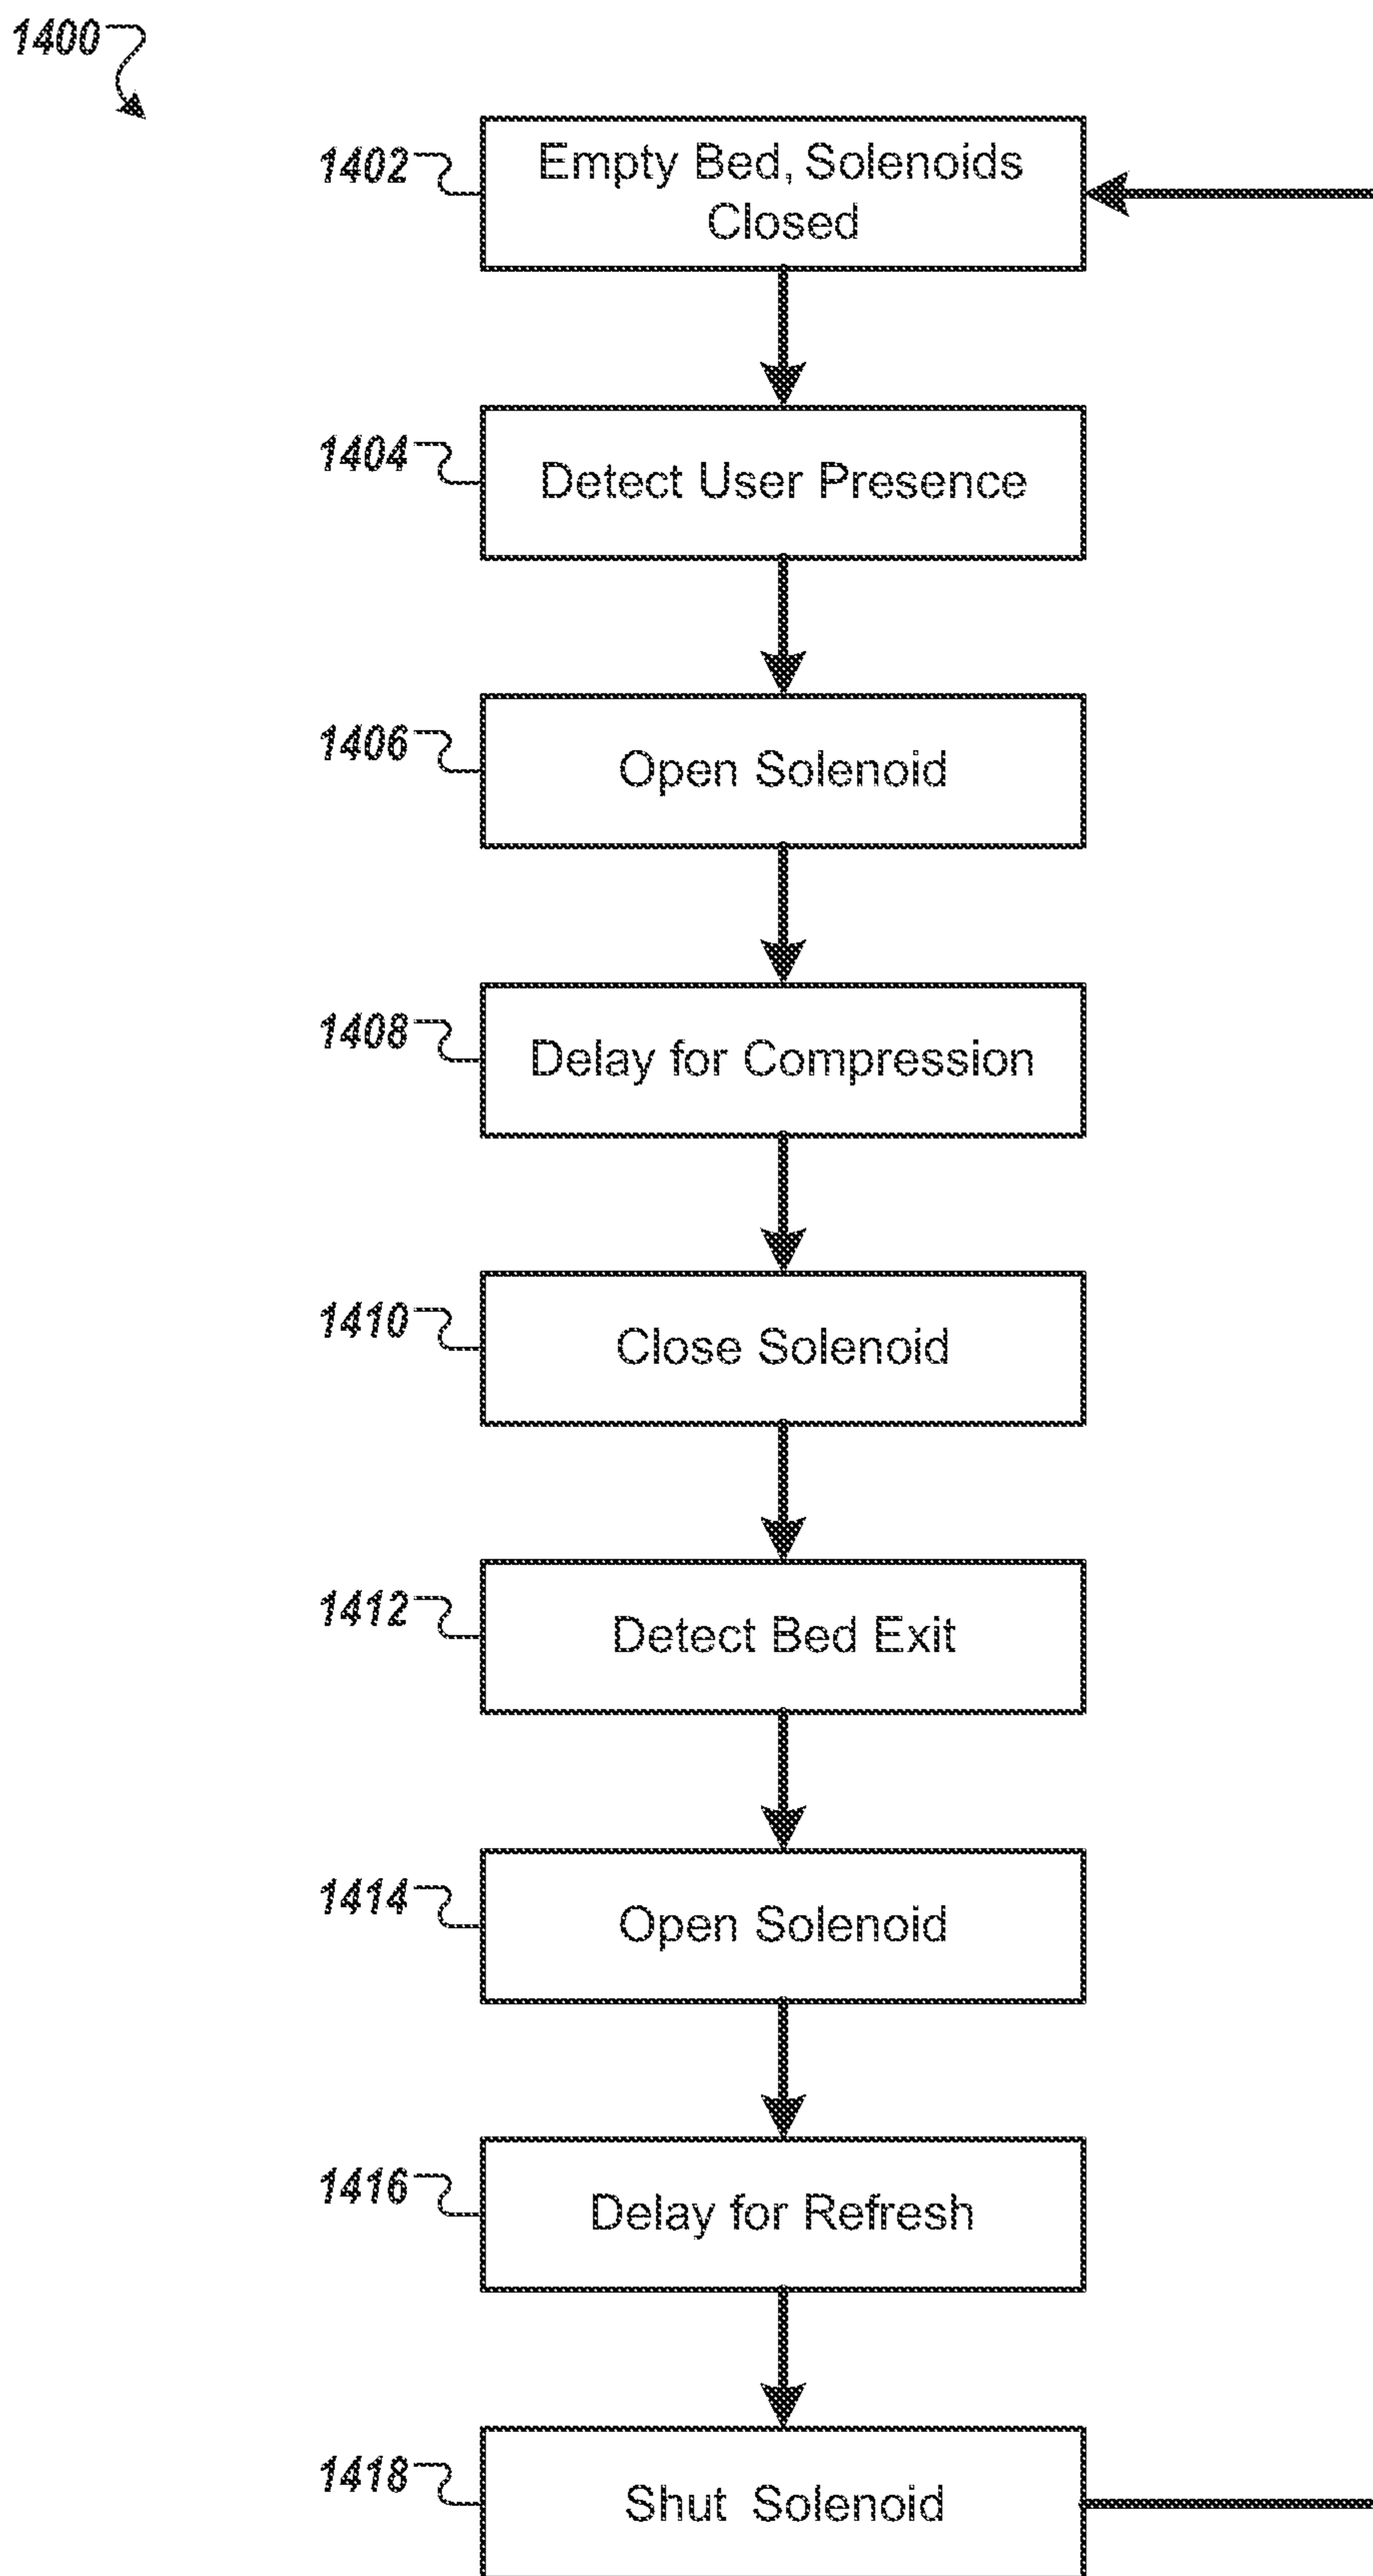 1400
1402
Empty Bed, Solenoids
Closed
1404
Detect User Presence
1406
Open Solenoid
1408
Delay for Compression
1410
Close Solenoid
1412
Detect Bed Exit
1414
Open Solenoid
1416
Delay for Refresh
1418
Shut Solenoid